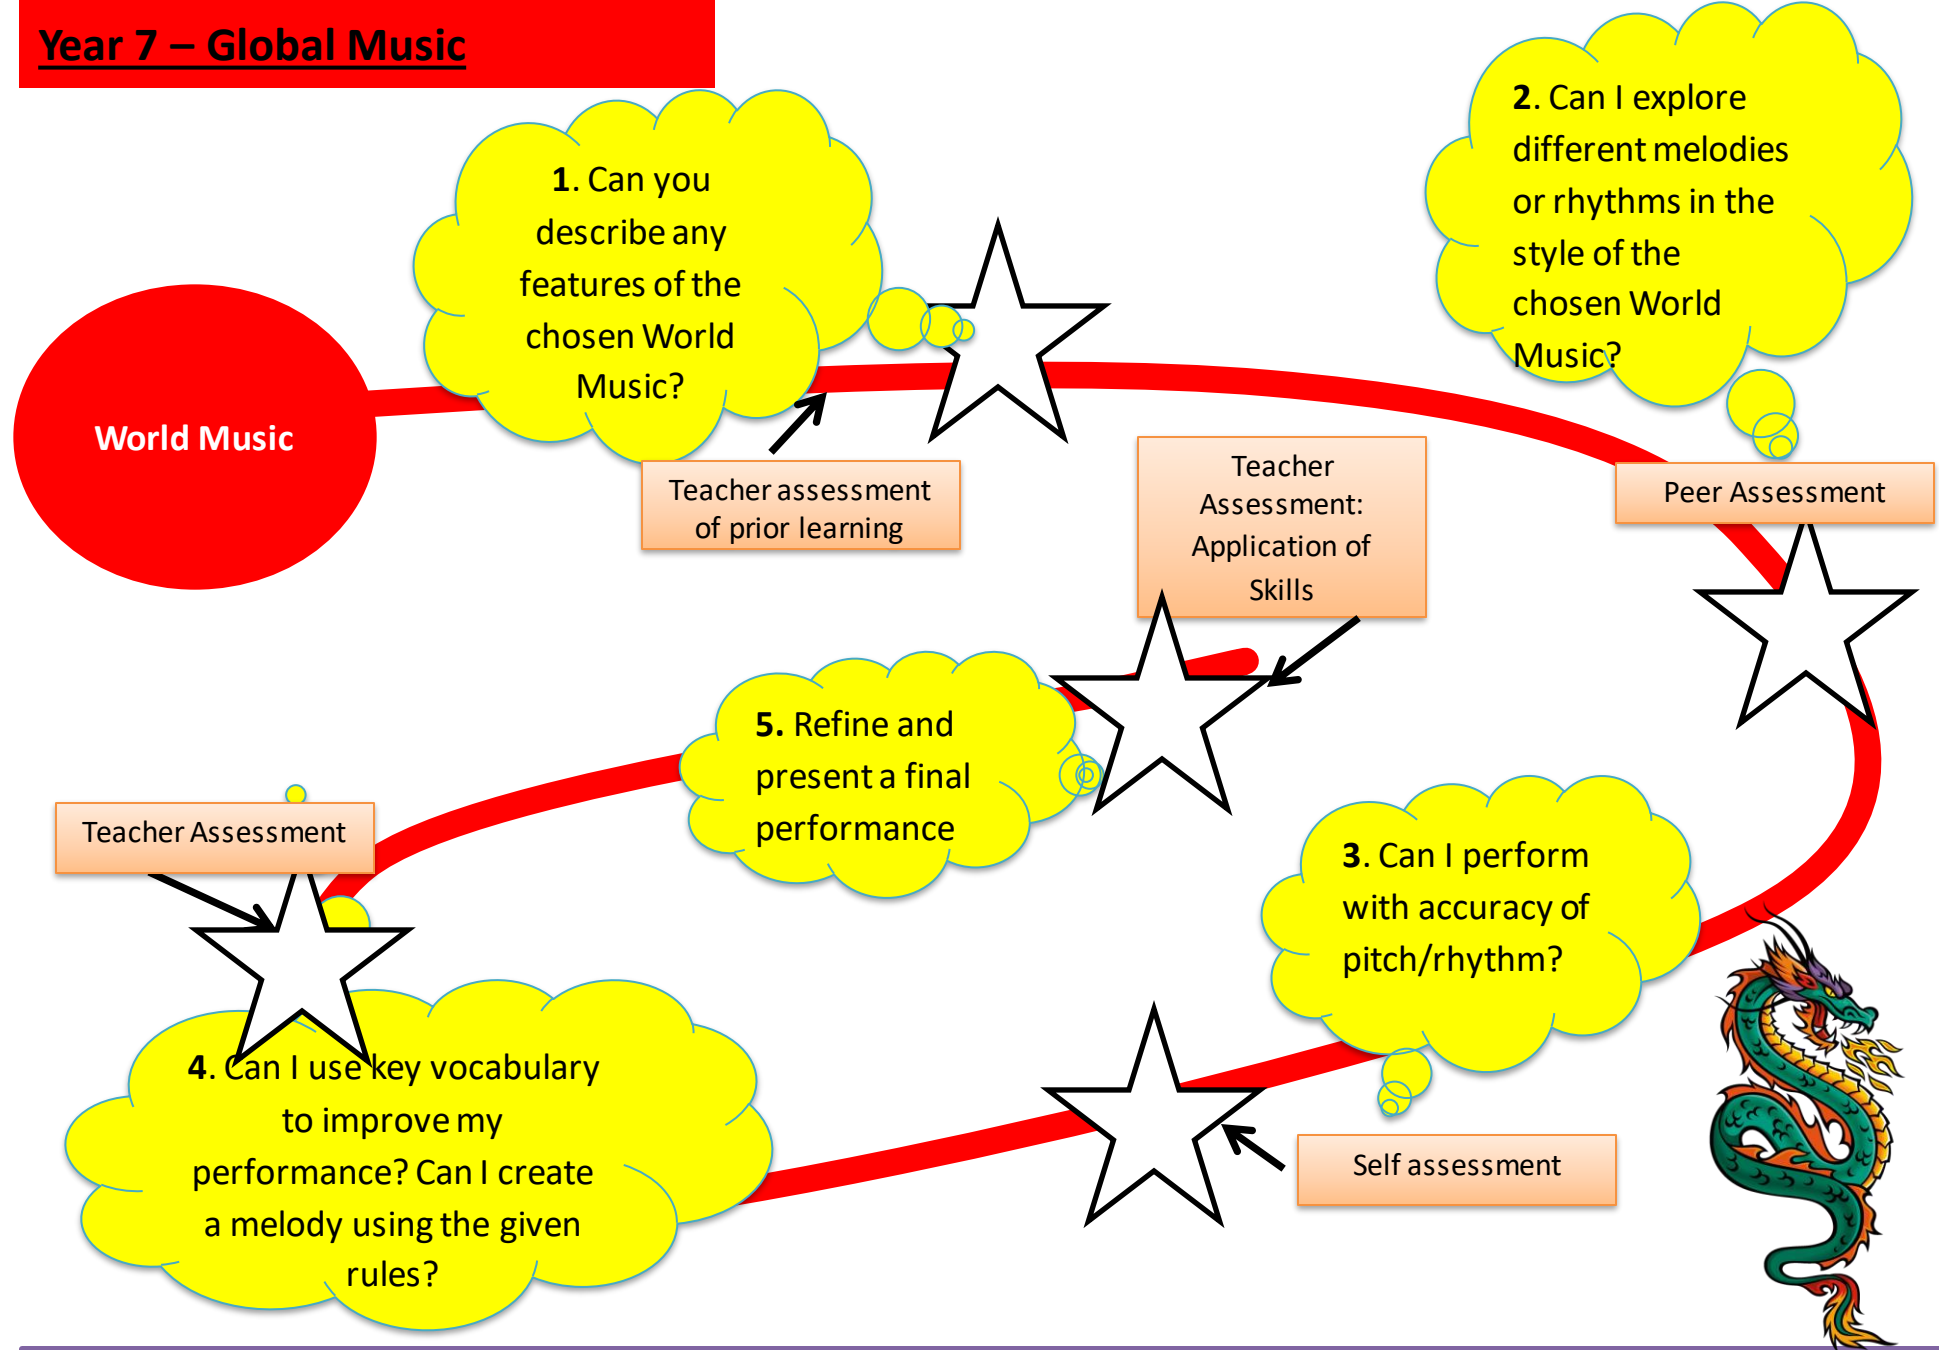 Year 7 – Global Music
World Music
1. Can you
describe any
features of the
chosen World
Music?
Teacher assessment
of prior learning
2. Can I explore
different melodies
or rhythms in the
style of the
chosen World
Music?
Peer Assessment
3. Can I perform
with accuracy of
pitch/rhythm?
Self assessment
4. Can I use key vocabulary
to improve my
performance? Can I create
a melody using the given
rules?
Teacher Assessment
5. Refine and
present a final
performance
Teacher
Assessment:
Application of
Skills